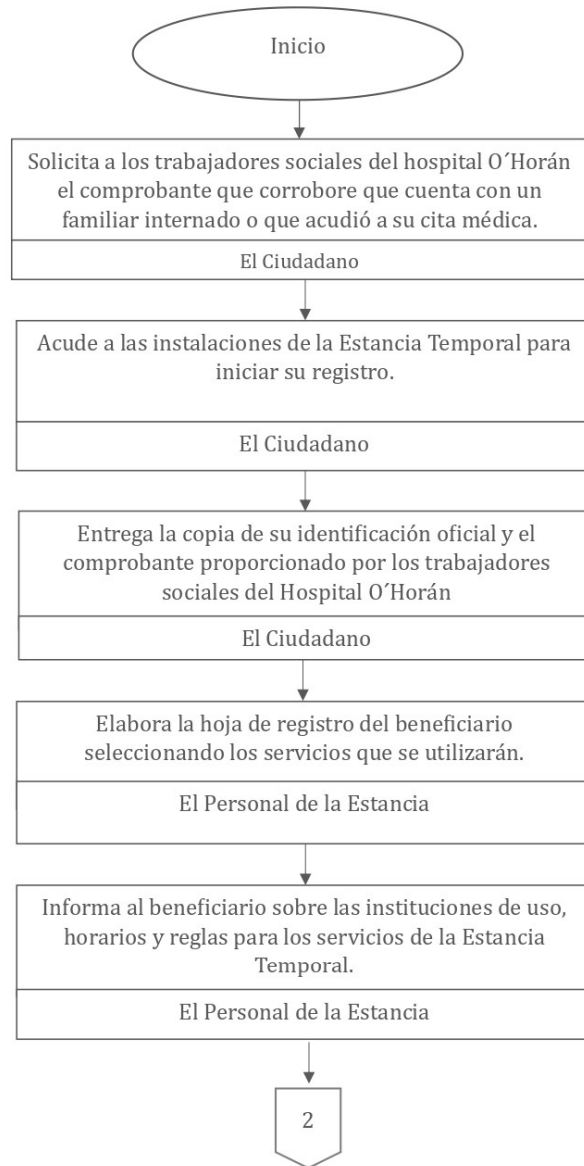 Inicio
Solicita a los trabajadores sociales del hospital O´Horán
el comprobante que corrobore que cuenta con un
familiar internado o que acudió a su cita médica.
El Ciudadano
Acude a las instalaciones de la Estancia Temporal para
iniciar su registro.
El Ciudadano
Entrega la copia de su identificación oficial y el
comprobante proporcionado por los trabajadores
sociales del Hospital O´Horán
El Ciudadano
Elabora la hoja de registro del beneficiario
seleccionando los servicios que se utilizarán.
El Personal de la Estancia
Informa al beneficiario sobre las instituciones de uso,
horarios y reglas para los servicios de la Estancia
Temporal.
El Personal de la Estancia
2